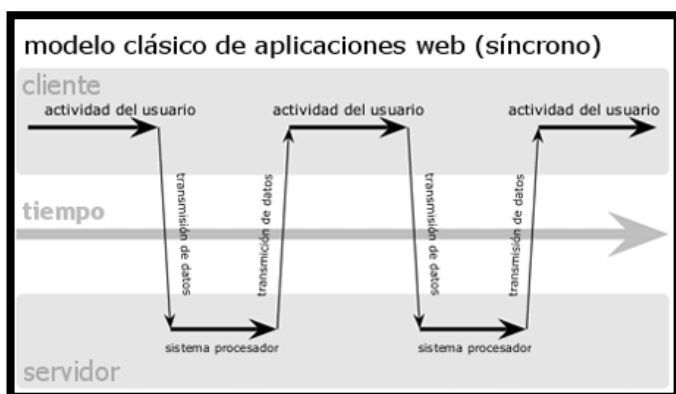 modelo clásico de aplicaciones web (síncrono)
cliente
actividad del usuario
actividad del usuario
actividad del usuario
transmisión de datos
transmición de datos
transmisión de datos
transmisión de datos
tiempo
sistema procesador
sistema procesador
servidor